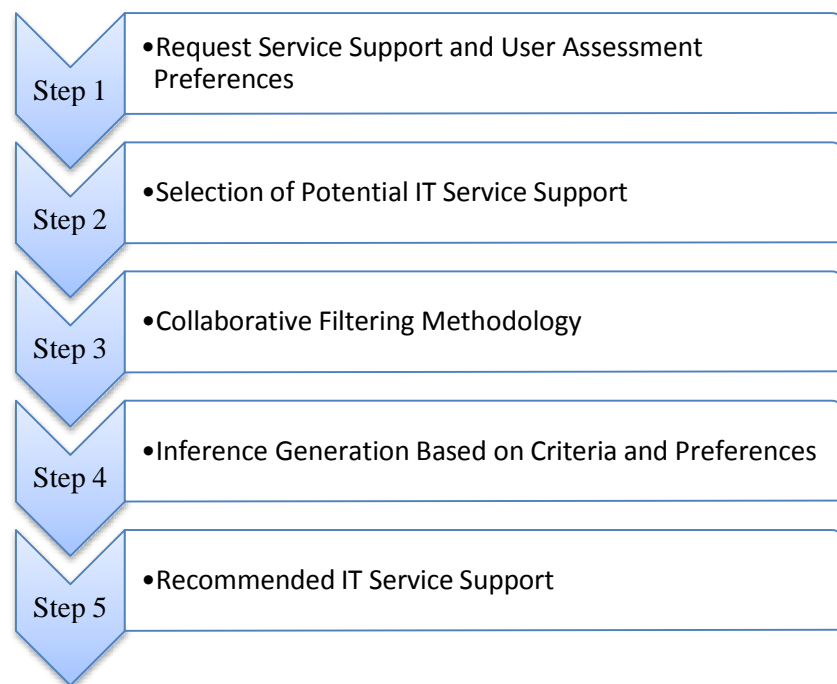 Step 1
•Request Service Support and User Assessment
Preferences
Step 2
•Selection of Potential IT Service Support
Step 3
•Collaborative Filtering Methodology
Step 4
•Inference Generation Based on Criteria and Preferences
Step 5
•Recommended IT Service Support